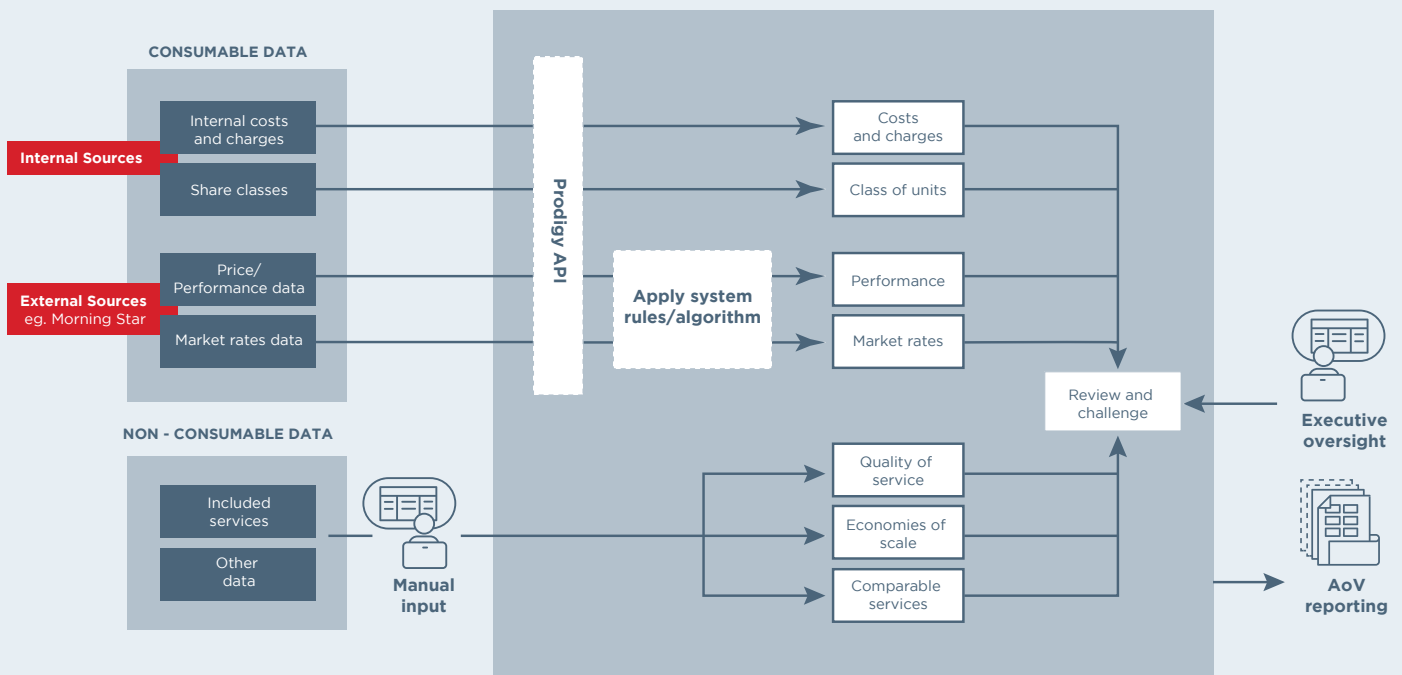 CONSUMABLE DATA
Internal Sources
Internal costs
and charges
Share classes
External Sources
eg. Morning Star
Price/
Performance data
Market rates data
Prodigy API
Apply system
rules/algorithm
Costs
and charges
Class of units
Performance
Market rates
Review and
challenge
Executive
oversight
NON - CONSUMABLE DATA
Included
services
Other
data
Manual
input
Quality of
service
Economies of
scale
Comparable
services
AoV
reporting